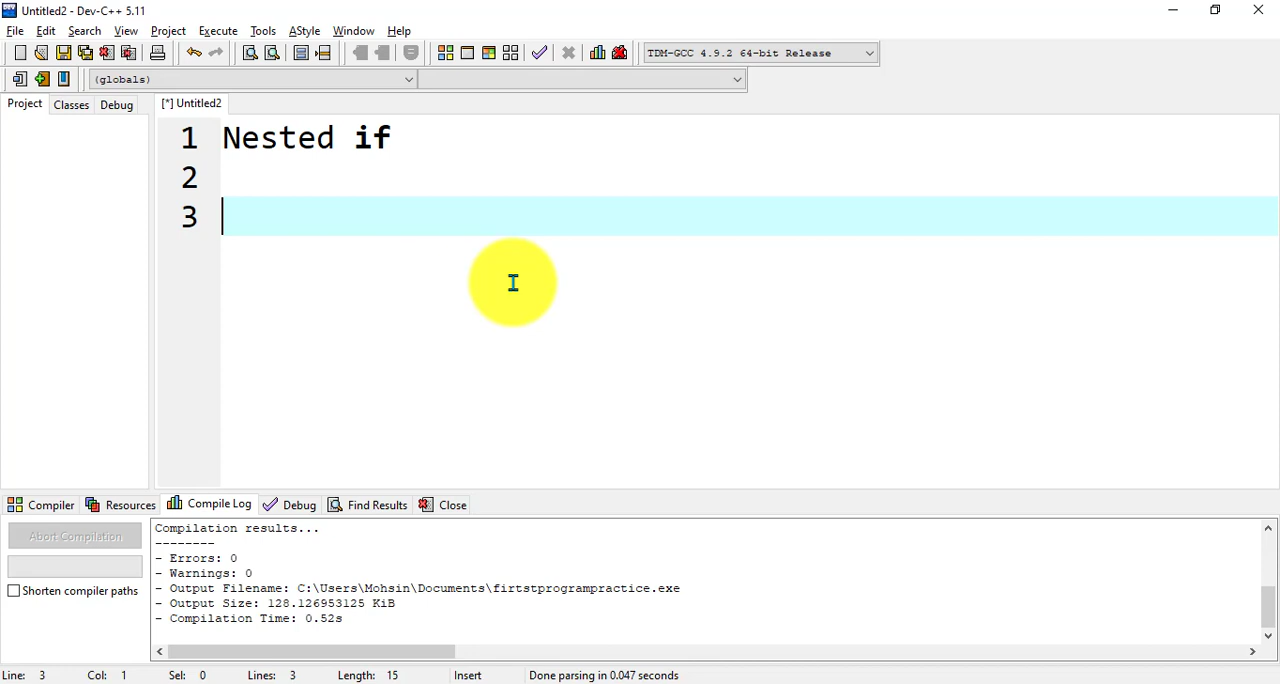 Untitled2 - Dev-C++ 5.11
File Edit Search View Project Execute Tools AStyle Window Help
TDM-GCC 4.9.2 64-bit Release
(globals)
Project Classes Debug [*] Untitled2
1 Nested if
2
3
Compiler Resources Compile Log Debug Find Results Close
Abort Compilation
Shorten compiler paths
Compilation results...
--------
- Errors: 0
- Warnings: 0
- Output Filename: C:\Users\Mohsin\Documents\firtstprogrampractice.exe
- Output Size: 128.126953125 KiB
- Compilation Time: 0.52s
Line: 3 Col: 1 Sel: 0 Lines: 3 Length: 15 Insert Done parsing in 0.047 seconds